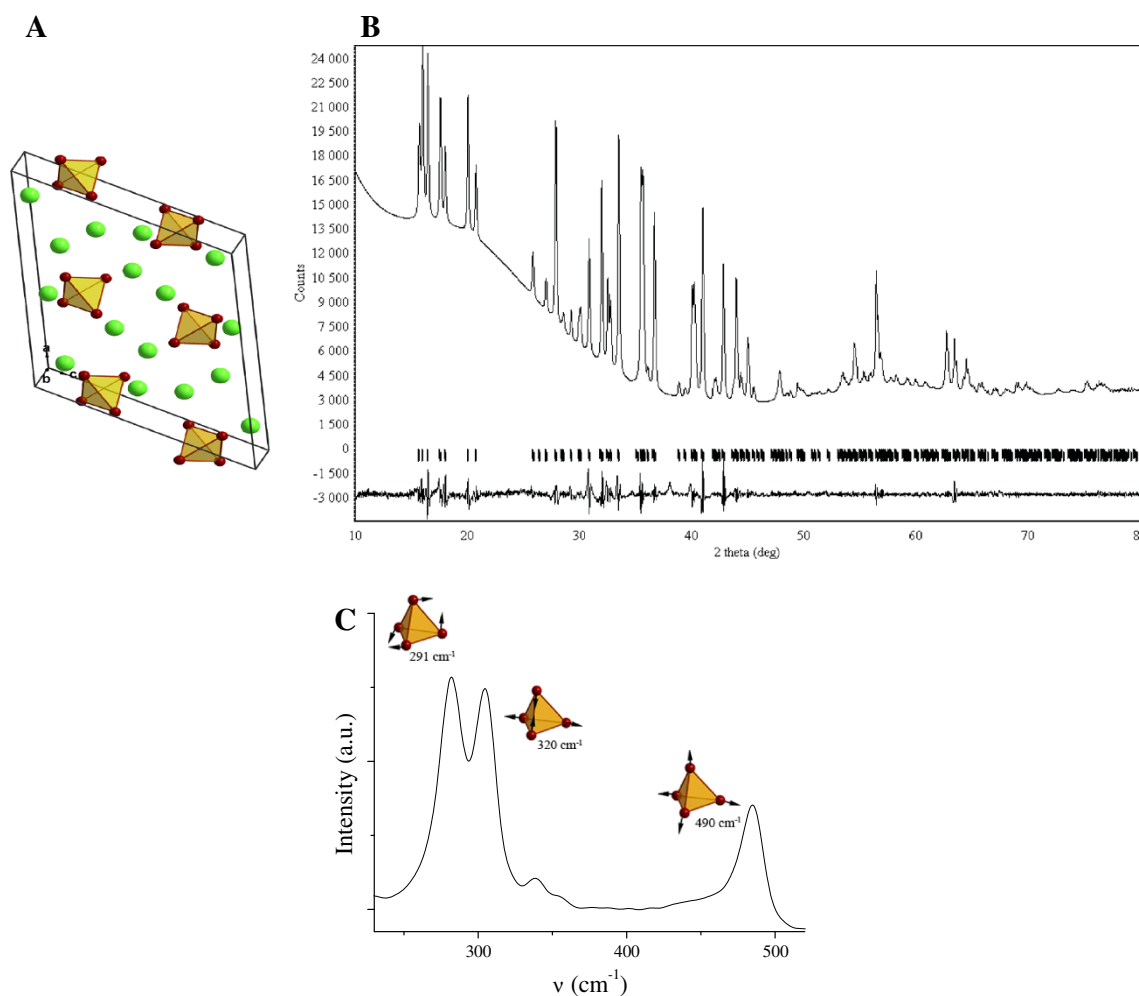 A
a
b
c
B
24 000
22 500
21 000
19 500
18 000
16 500
15 000
13 500
12 000
10 500
9 000
7 500
6 000
4 500
3 000
1 500
0
-1 500
-3 000
Counts
10 20 30 40 50 60 70 8
2 theta (deg)
C
291 cm⁻¹
320 cm⁻¹
490 cm⁻¹
Intensity (a.u.)
300 400 500
ν (cm⁻¹)